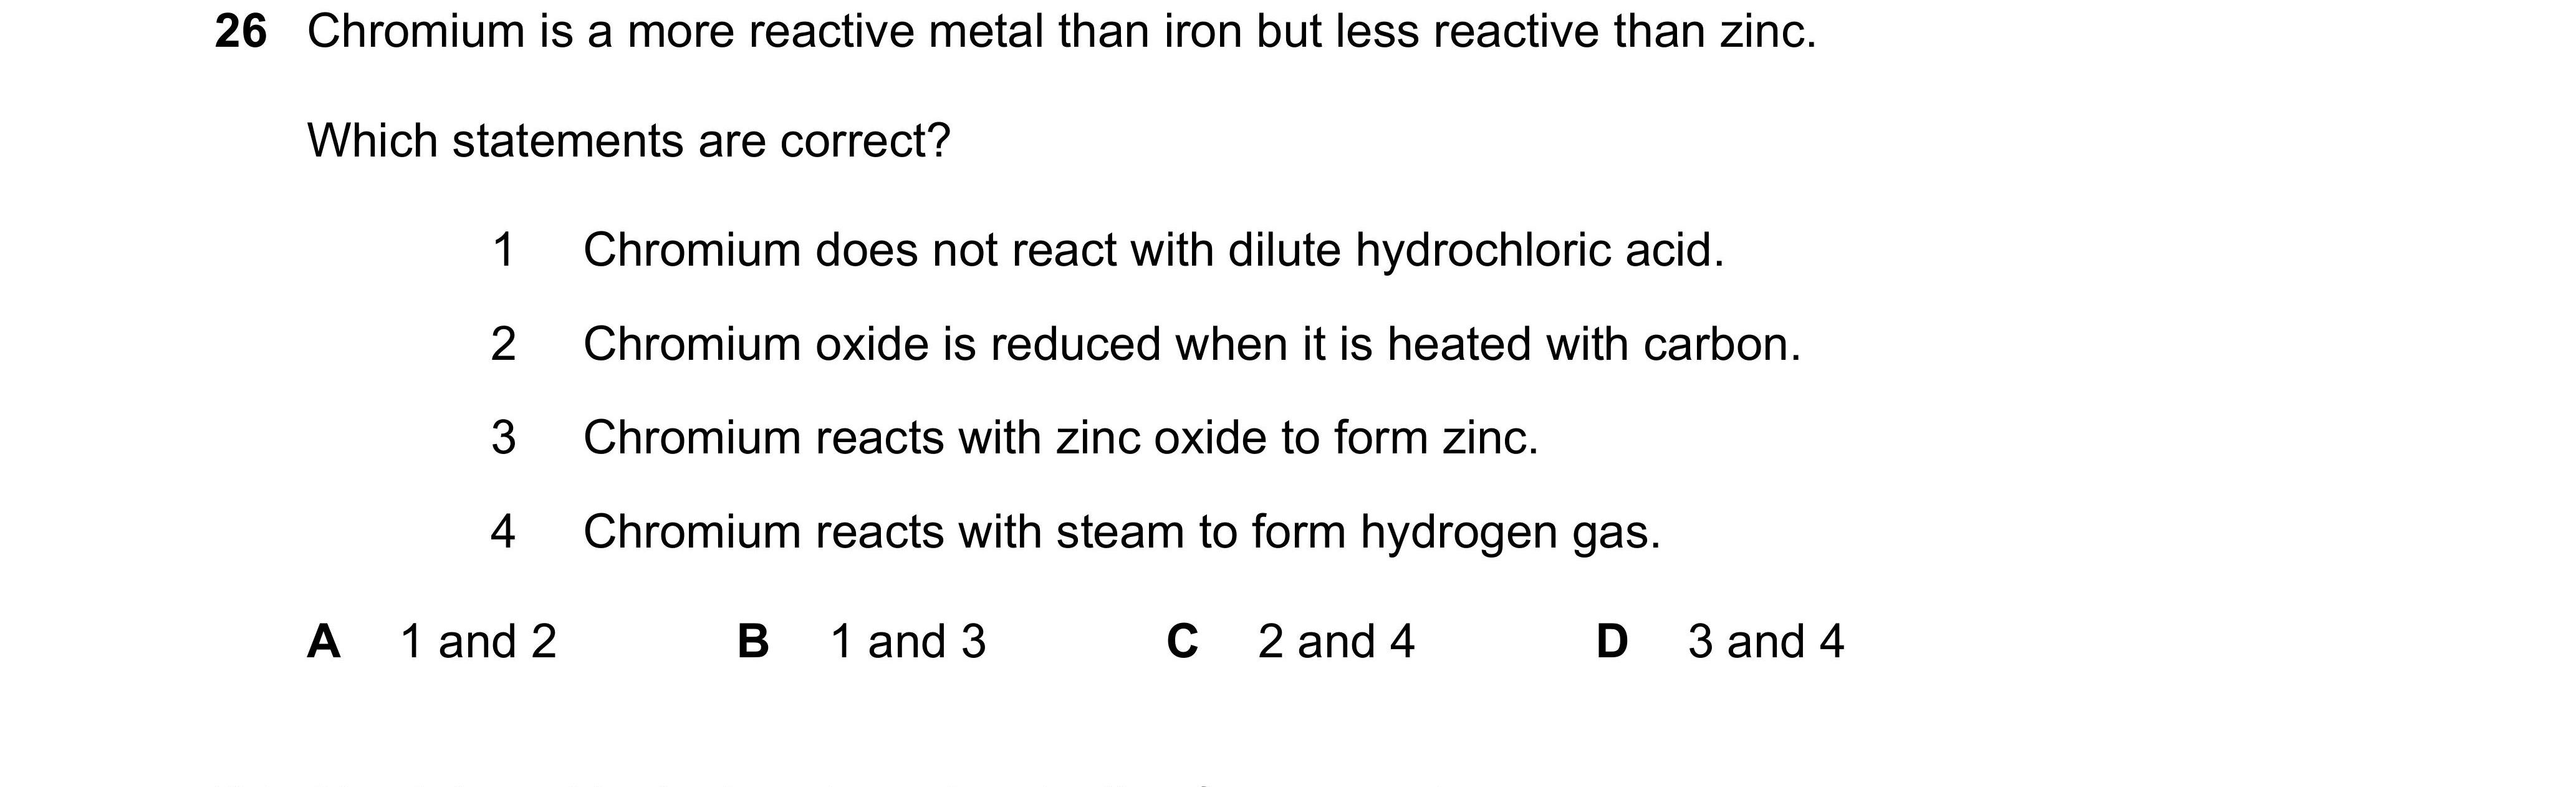 26 Chromium is a more reactive metal than iron but less reactive than zinc.
Which statements are correct?
1 Chromium does not react with dilute hydrochloric acid.
2 Chromium oxide is reduced when it is heated with carbon.
3 Chromium reacts with zinc oxide to form zinc.
4 Chromium reacts with steam to form hydrogen gas.
A 1 and 2 B 1 and 3 C 2 and 4 D 3 and 4